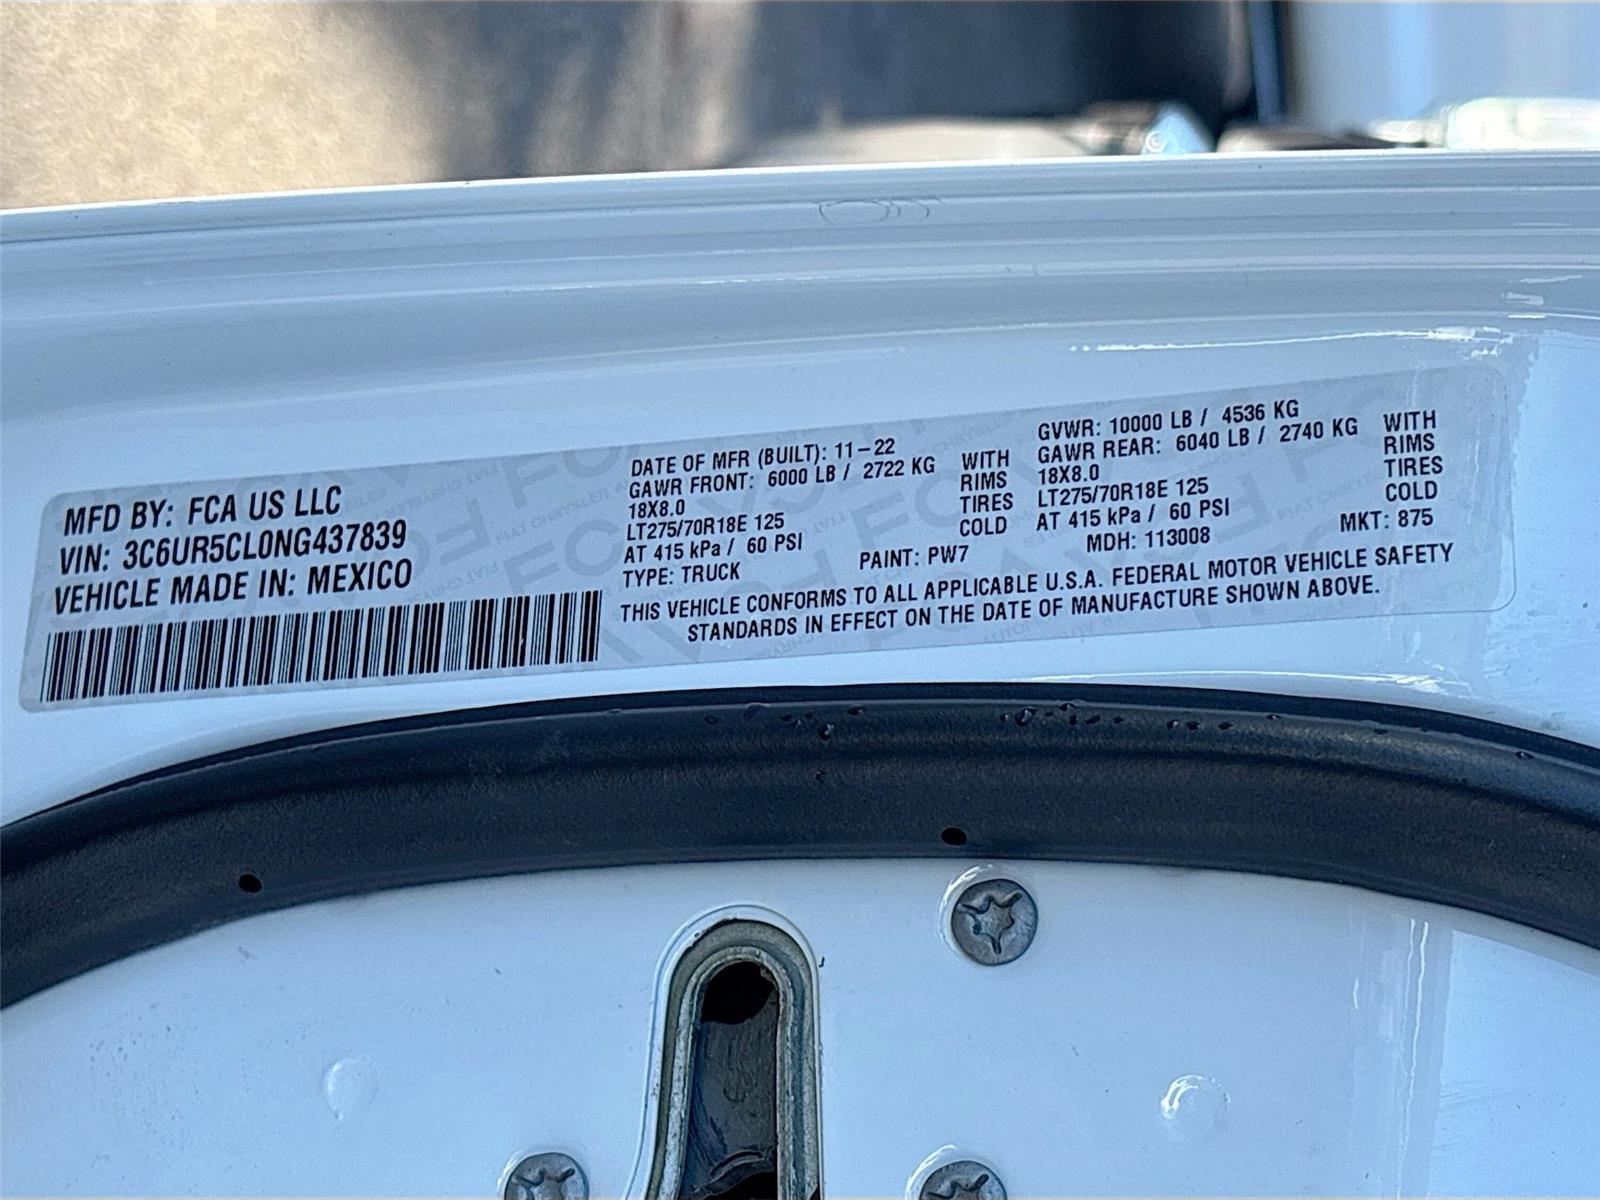 MFD BY: FCA US LLC
VIN: 3C6UR5CL0NG437839
VEHICLE MADE IN: MEXICO
DATE OF MFR (BUILT): 11-22
GAWR FRONT: 6000 LB / 2722 KG WITH
18X8.0 RIMS
LT275/70R18E 125 TIRES
AT 415 kPa / 60 PSI COLD
TYPE: TRUCK PAINT: PW7
GVWR: 10000 LB / 4536 KG
GAWR REAR: 6040 LB / 2740 KG WITH
18X8.0 RIMS
LT275/70R18E 125 TIRES
AT 415 kPa / 60 PSI COLD
MDH: 113008 MKT: 875
THIS VEHICLE CONFORMS TO ALL APPLICABLE U.S.A. FEDERAL MOTOR VEHICLE SAFETY
STANDARDS IN EFFECT ON THE DATE OF MANUFACTURE SHOWN ABOVE.